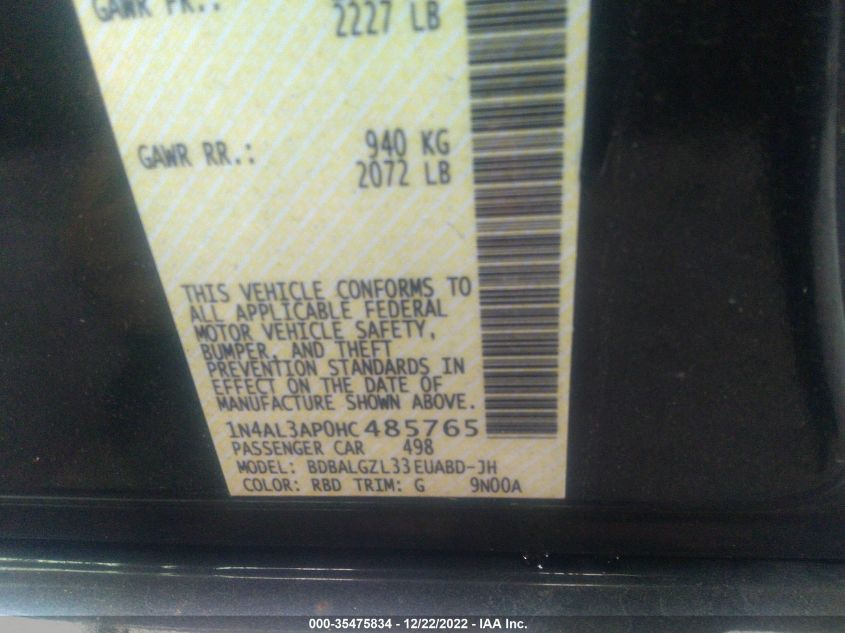 GAWR FR.:
2227 LB
GAWR RR.: 940 KG
2072 LB
THIS VEHICLE CONFORMS TO
ALL APPLICABLE FEDERAL
MOTOR VEHICLE SAFETY,
BUMPER, AND THEFT
PREVENTION STANDARDS IN
EFFECT ON THE DATE OF
MANUFACTURE SHOWN ABOVE.
1N4AL3AP0HC485765
PASSENGER CAR 498
MODEL: BDBALGZL33EUABD-JH
COLOR: RBD TRIM: G 9N00A
000-35475834 - 12/22/2022 - IAA Inc.